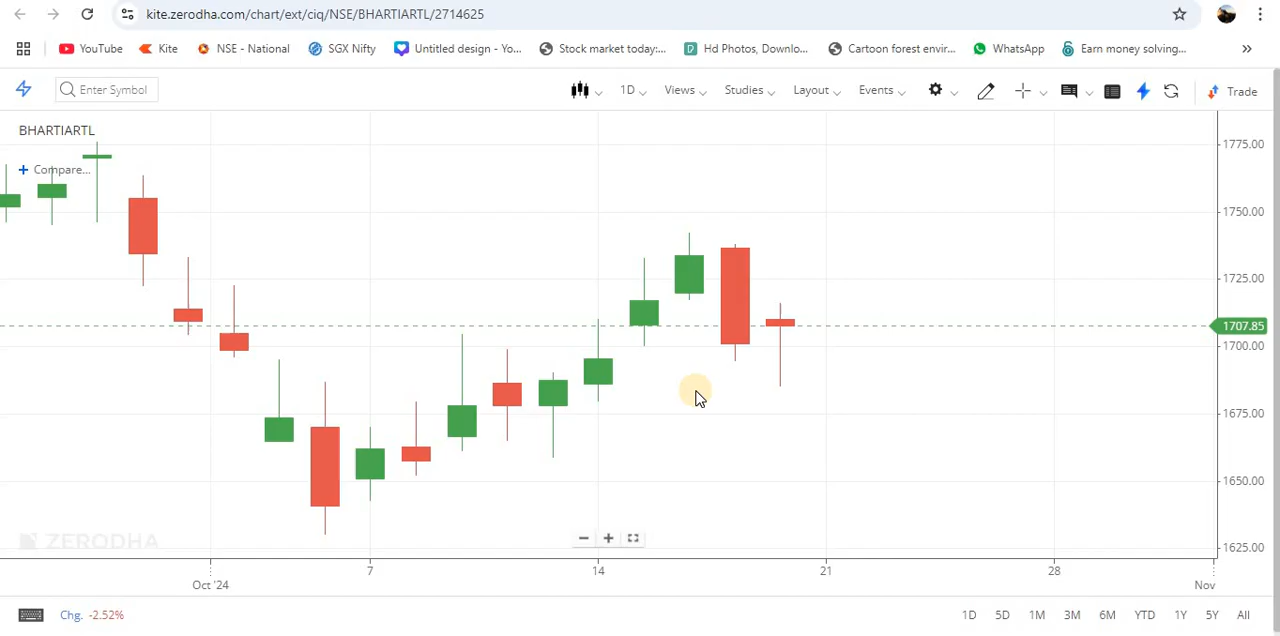 kite.zerodha.com/chart/ext/ciq/NSE/BHARTIARTL/2714625
YouTube Kite NSE - National SGX Nifty Untitled design - Yo... Stock market today:... Hd Photos, Downlo... Cartoon forest envir... WhatsApp Earn money solving... »
Enter Symbol 1D Views Studies Layout Events Trade
BHARTIARTL
+ Compare...
1775.00
1750.00
1725.00
1707.85
1700.00
1675.00
1650.00
1625.00
ZERODHA
7 14 21 28
Oct '24 Nov
Chg. -2.52% 1D 5D 1M 3M 6M YTD 1Y 5Y All